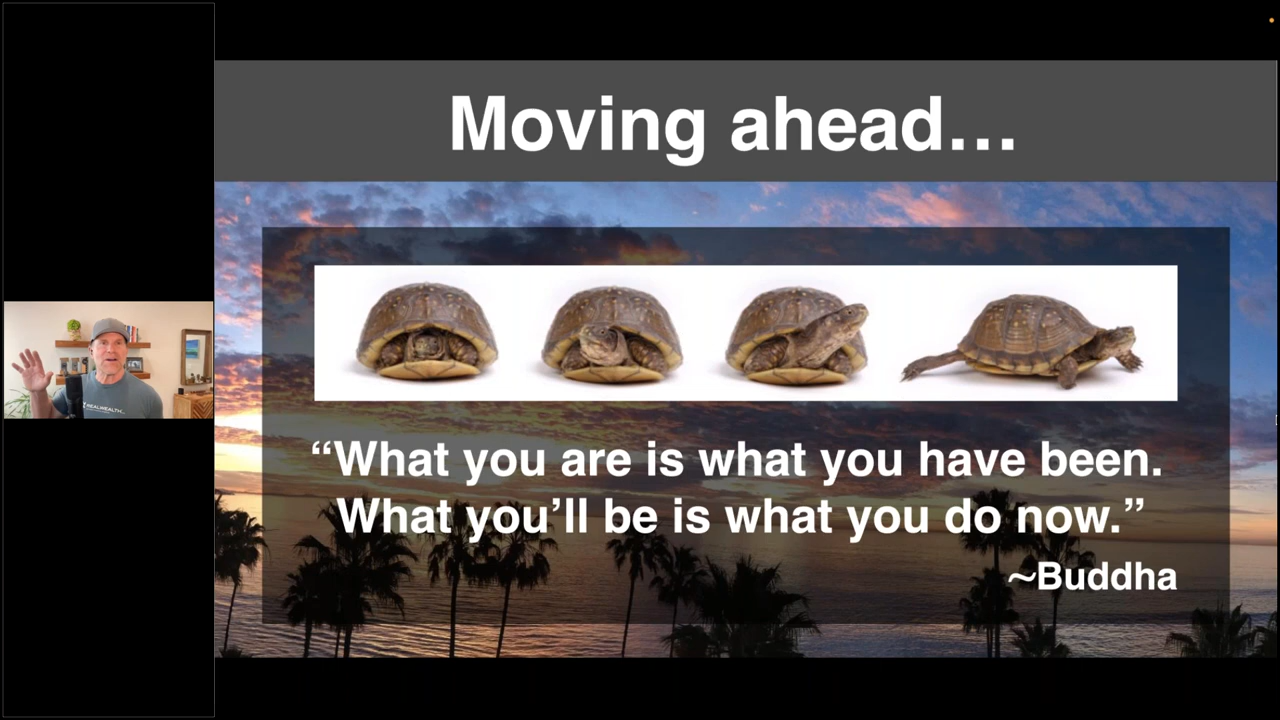 Moving ahead…
“What you are is what you have been.
What you’ll be is what you do now.”
~Buddha
REALWEALTH